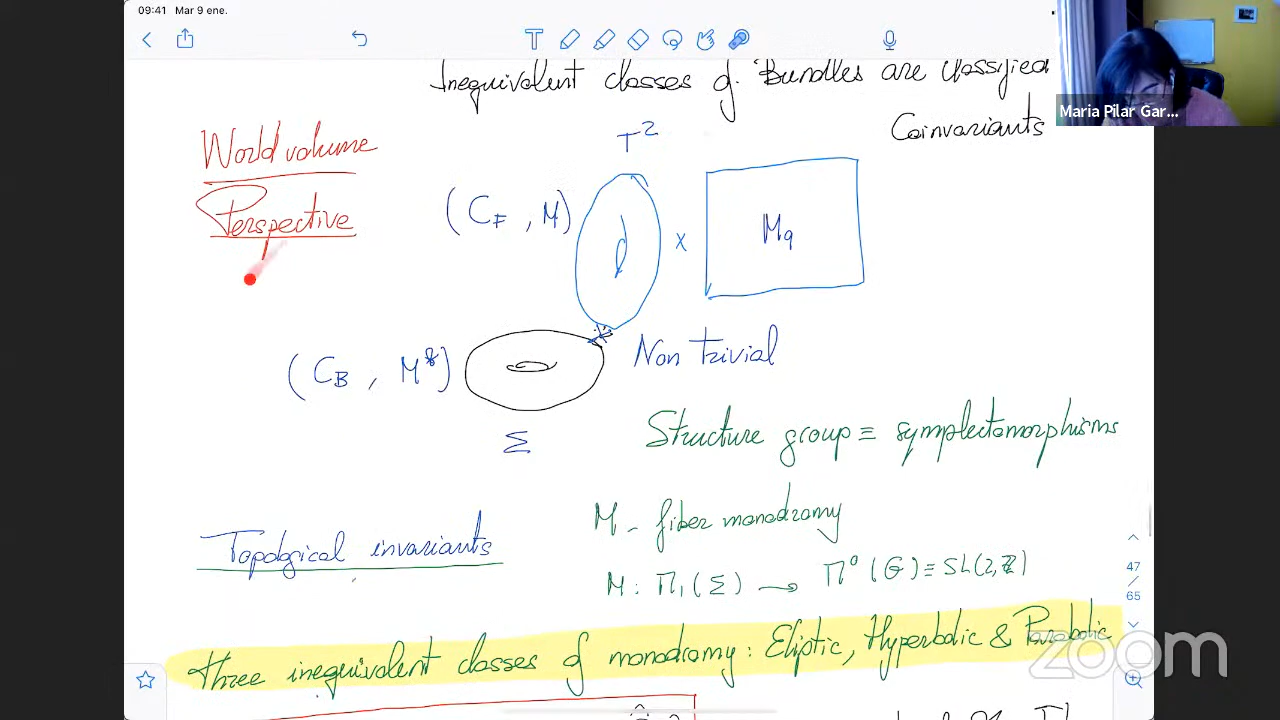 09:41 Mar 9 ene.
Inequivalent classes of Bundles are classified
Coinvariants
Maria Pilar Gar...
World volume
Perspective
T²
(C_F , M)
x
M₉
(C_B , M*)
Non trivial
Σ
Structure group ≡ symplectomorphisms
M - fiber monodromy
Topological invariants
M : Π₁(Σ) → Π⁰(G) ≡ SL(2,Z)
47
/
65
Three inequivalent classes of monodromy: Eliptic, Hyperbolic & Parabolic
zoom